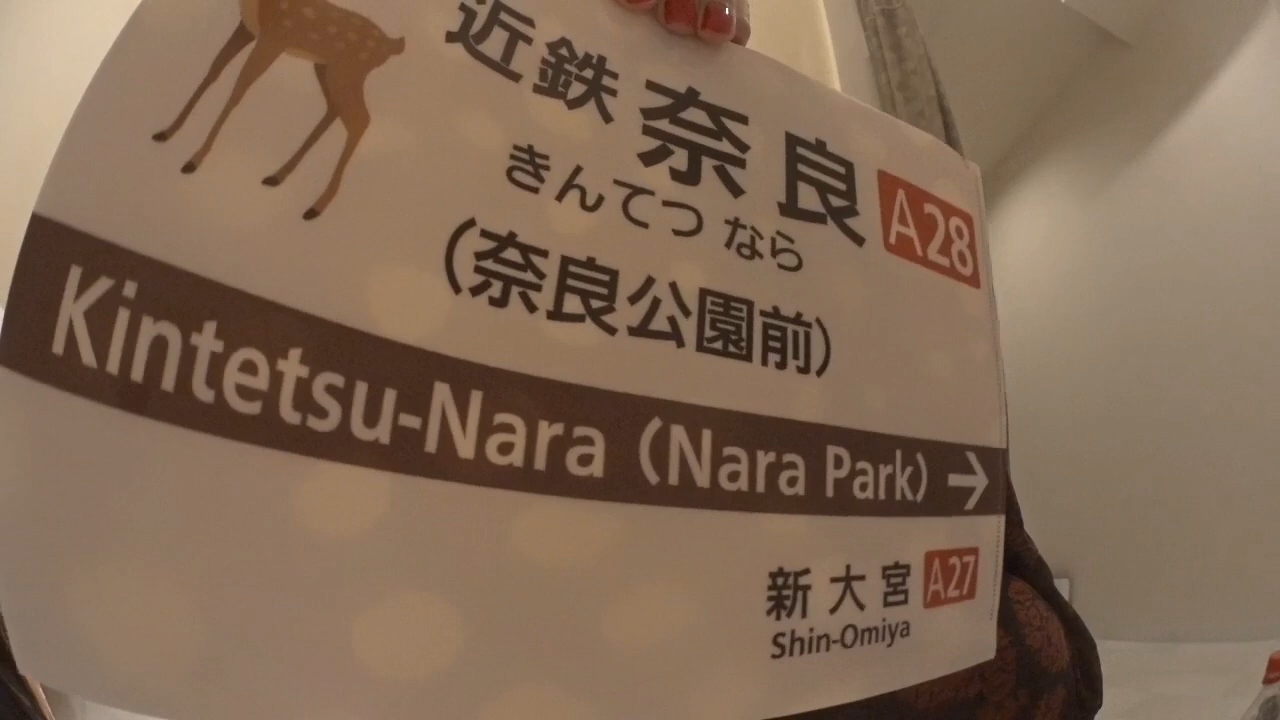 近鉄奈良 A28
きんてつ なら
(奈良公園前)
Kintetsu-Nara (Nara Park) →
新大宮 A27
Shin-Omiya